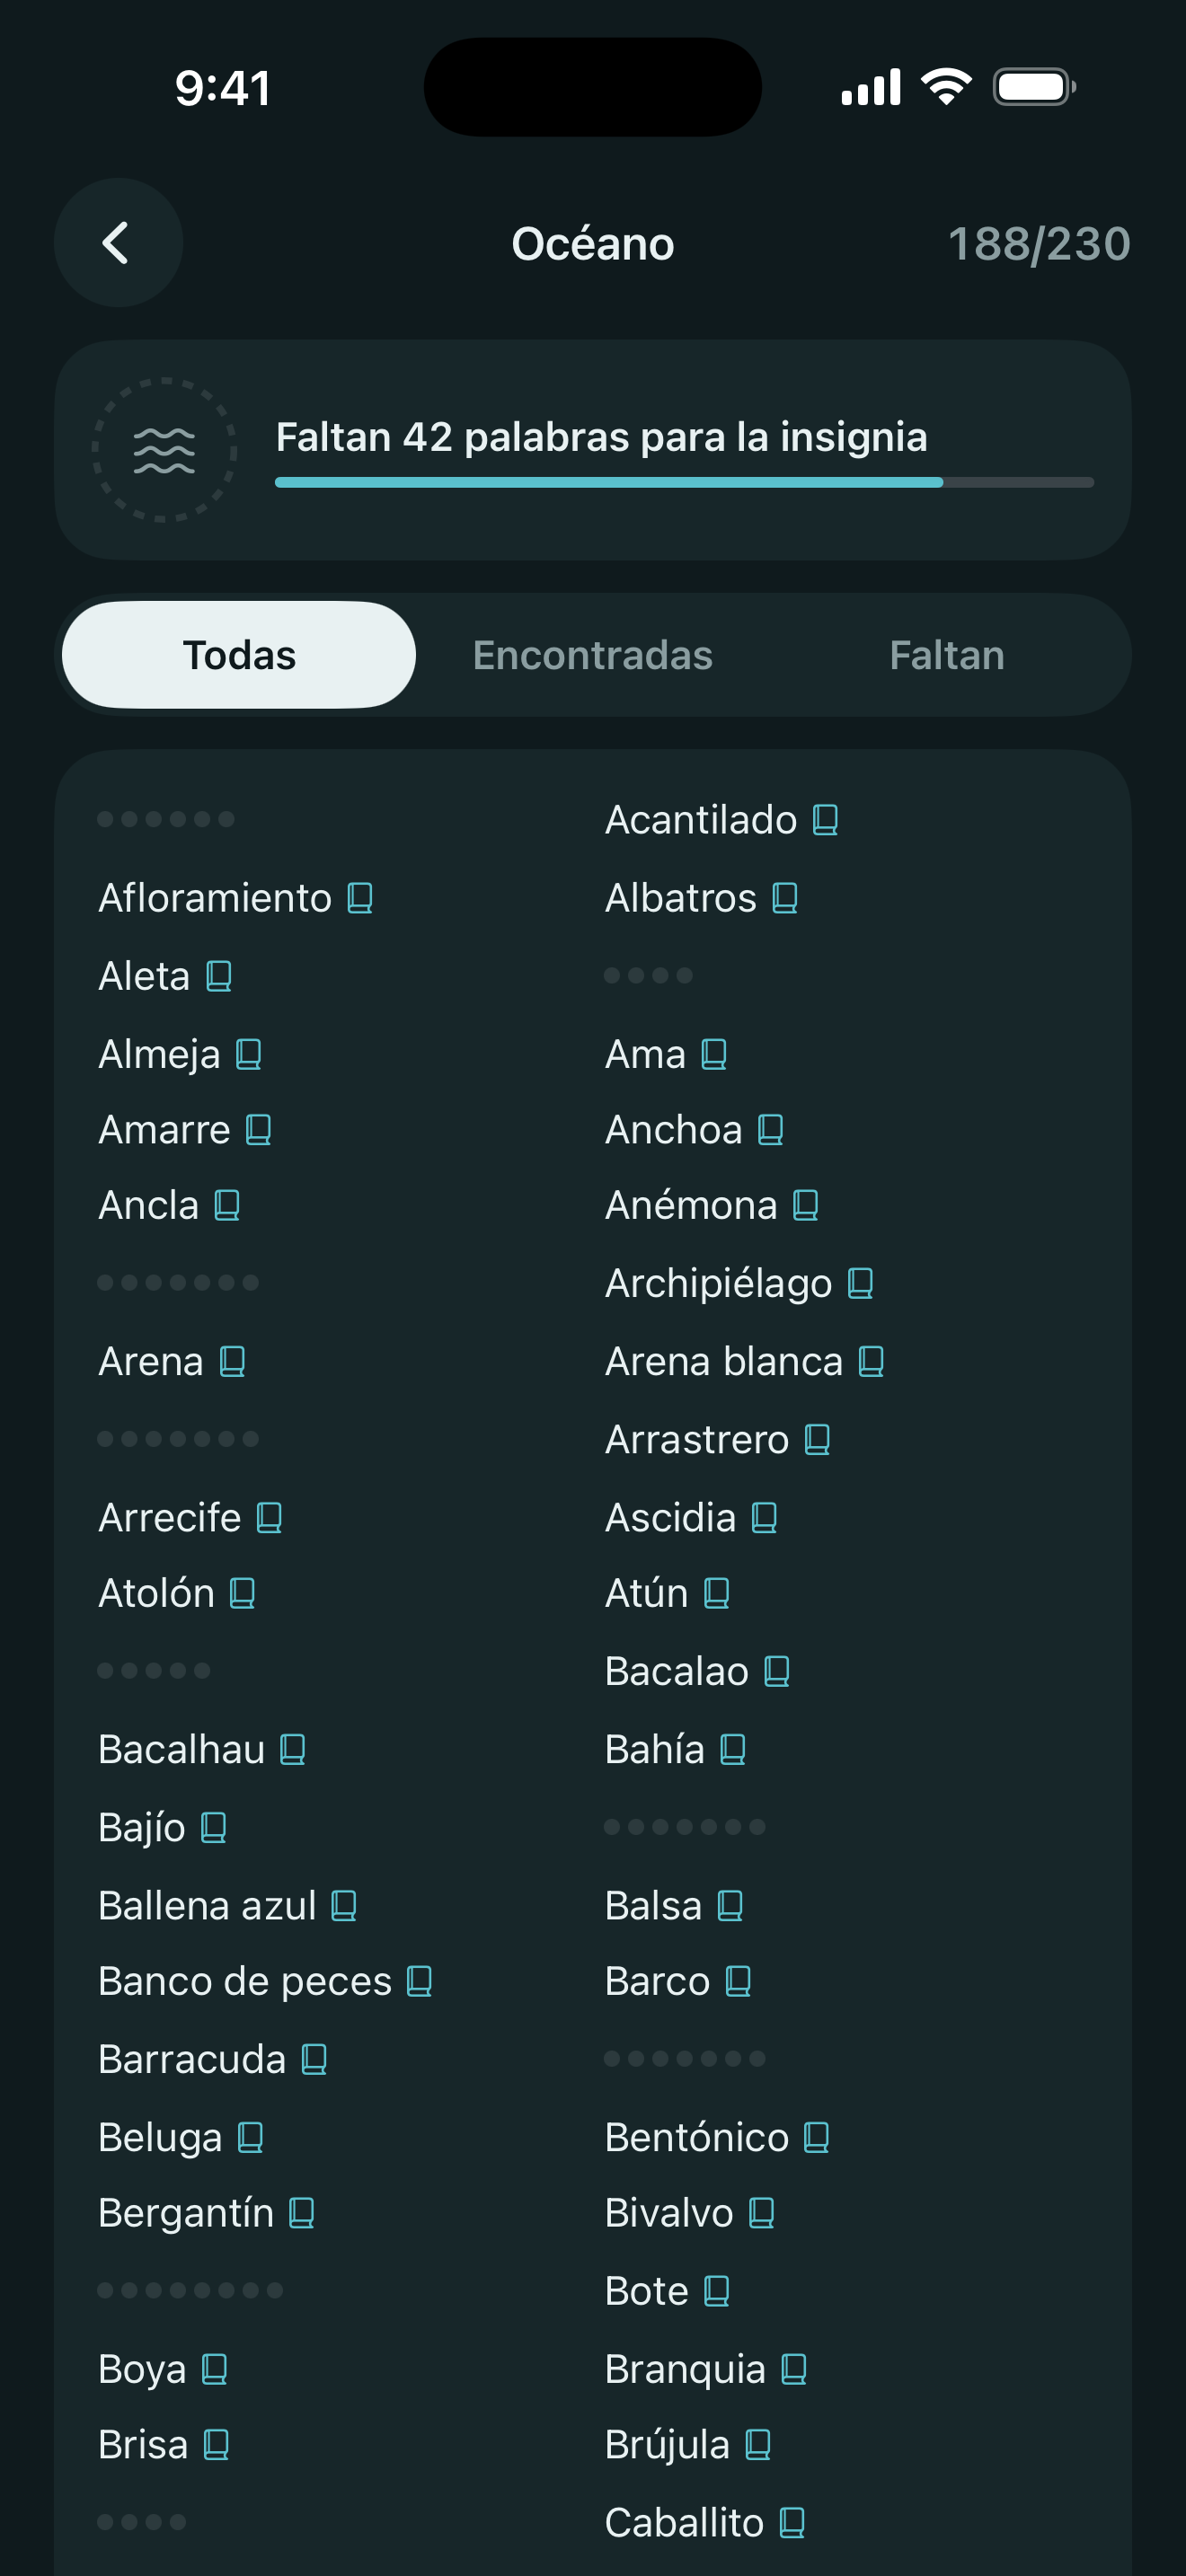 9:41
Océano
188/230
Faltan 42 palabras para la insignia
Todas
Encontradas
Faltan
Acantilado
Afloramiento
Albatros
Aleta
Almeja
Ama
Amarre
Anchoa
Ancla
Anémona
Archipiélago
Arena
Arena blanca
Arrastrero
Arrecife
Ascidia
Atolón
Atún
Bacalao
Bacalhau
Bahía
Bajío
Ballena azul
Balsa
Banco de peces
Barco
Barracuda
Beluga
Bentónico
Bergantín
Bivalvo
Bote
Boya
Branquia
Brisa
Brújula
Caballito